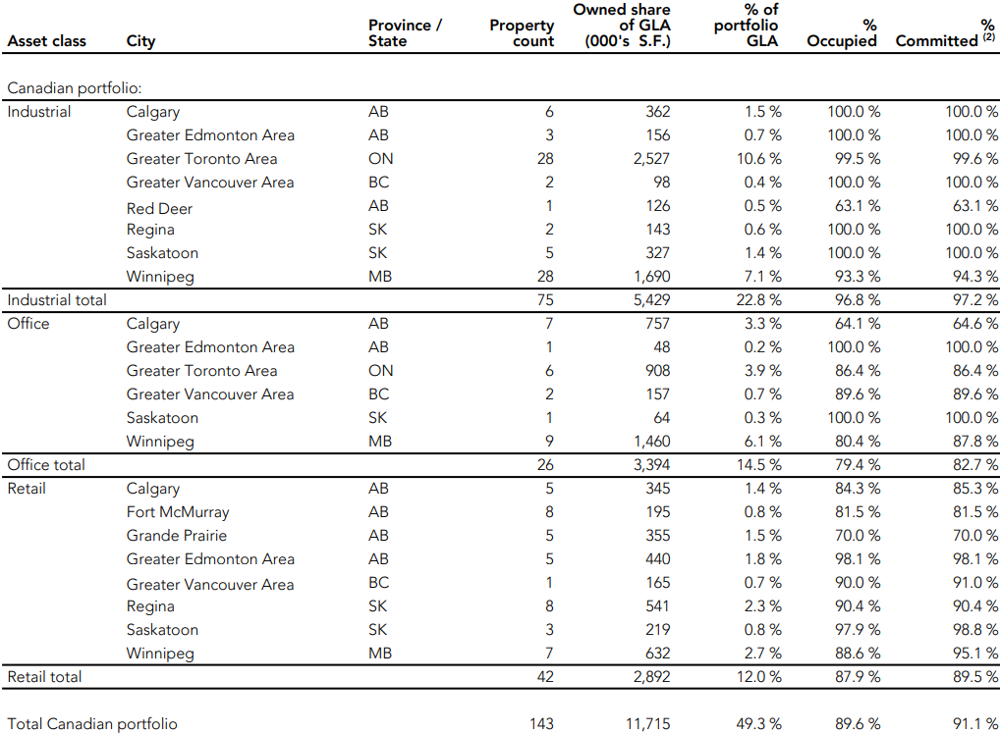 Asset class City Province / State Property count Owned share of GLA (000's S.F.) % of portfolio GLA % Occupied % Committed (2)
Canadian portfolio:
Industrial Calgary AB 6 362 1.5 % 100.0 % 100.0 %
Greater Edmonton Area AB 3 156 0.7 % 100.0 % 100.0 %
Greater Toronto Area ON 28 2,527 10.6 % 99.5 % 99.6 %
Greater Vancouver Area BC 2 98 0.4 % 100.0 % 100.0 %
Red Deer AB 1 126 0.5 % 63.1 % 63.1 %
Regina SK 2 143 0.6 % 100.0 % 100.0 %
Saskatoon SK 5 327 1.4 % 100.0 % 100.0 %
Winnipeg MB 28 1,690 7.1 % 93.3 % 94.3 %
Industrial total 75 5,429 22.8 % 96.8 % 97.2 %
Office Calgary AB 7 757 3.3 % 64.1 % 64.6 %
Greater Edmonton Area AB 1 48 0.2 % 100.0 % 100.0 %
Greater Toronto Area ON 6 908 3.9 % 86.4 % 86.4 %
Greater Vancouver Area BC 2 157 0.7 % 89.6 % 89.6 %
Saskatoon SK 1 64 0.3 % 100.0 % 100.0 %
Winnipeg MB 9 1,460 6.1 % 80.4 % 87.8 %
Office total 26 3,394 14.5 % 79.4 % 82.7 %
Retail Calgary AB 5 345 1.4 % 84.3 % 85.3 %
Fort McMurray AB 8 195 0.8 % 81.5 % 81.5 %
Grande Prairie AB 5 355 1.5 % 70.0 % 70.0 %
Greater Edmonton Area AB 5 440 1.8 % 98.1 % 98.1 %
Greater Vancouver Area BC 1 165 0.7 % 90.0 % 91.0 %
Regina SK 8 541 2.3 % 90.4 % 90.4 %
Saskatoon SK 3 219 0.8 % 97.9 % 98.8 %
Winnipeg MB 7 632 2.7 % 88.6 % 95.1 %
Retail total 42 2,892 12.0 % 87.9 % 89.5 %
Total Canadian portfolio 143 11,715 49.3 % 89.6 % 91.1 %